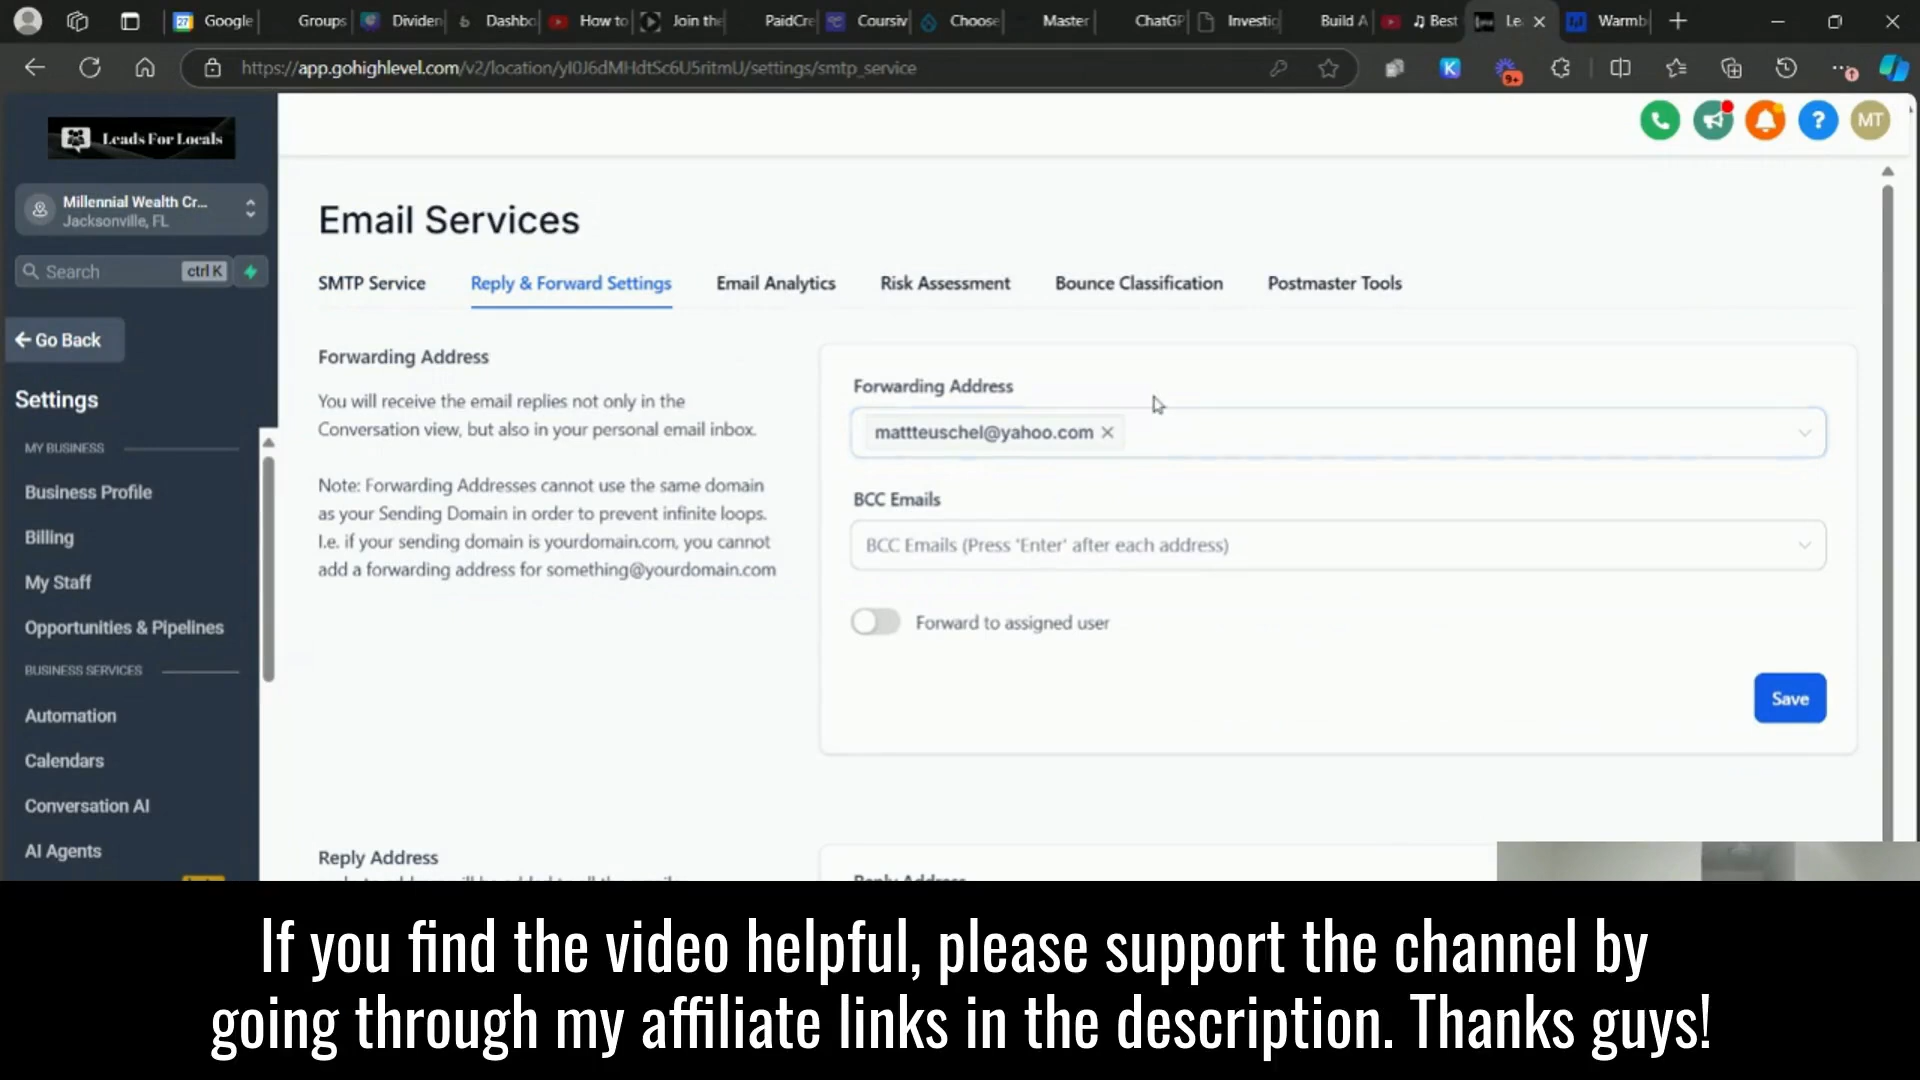 Google
Groups
Dividen
Dashbo
How to
Join the
PaidCre
Coursiv
Choose
Master
ChatGP
Investic
Build A
♫ Best
Le
Warmb
https://app.gohighlevel.com/v2/location/yI0J6dMHdtSc6U5ritmU/settings/smtp_service
9+
Leads For Locals
MT
Millennial Wealth Cr...
Jacksonville, FL
Search
ctrl K
Go Back
Settings
MY BUSINESS
Business Profile
Billing
My Staff
Opportunities & Pipelines
BUSINESS SERVICES
Automation
Calendars
Conversation AI
AI Agents
Email Services
SMTP Service
Reply & Forward Settings
Email Analytics
Risk Assessment
Bounce Classification
Postmaster Tools
Forwarding Address
You will receive the email replies not only in the
Conversation view, but also in your personal email inbox.
Note: Forwarding Addresses cannot use the same domain
as your Sending Domain in order to prevent infinite loops.
I.e. if your sending domain is yourdomain.com, you cannot
add a forwarding address for something@yourdomain.com
Forwarding Address
mattteuschel@yahoo.com
BCC Emails
BCC Emails (Press 'Enter' after each address)
Forward to assigned user
Save
Reply Address
Reply Address
If you find the video helpful, please support the channel by
going through my affiliate links in the description. Thanks guys!